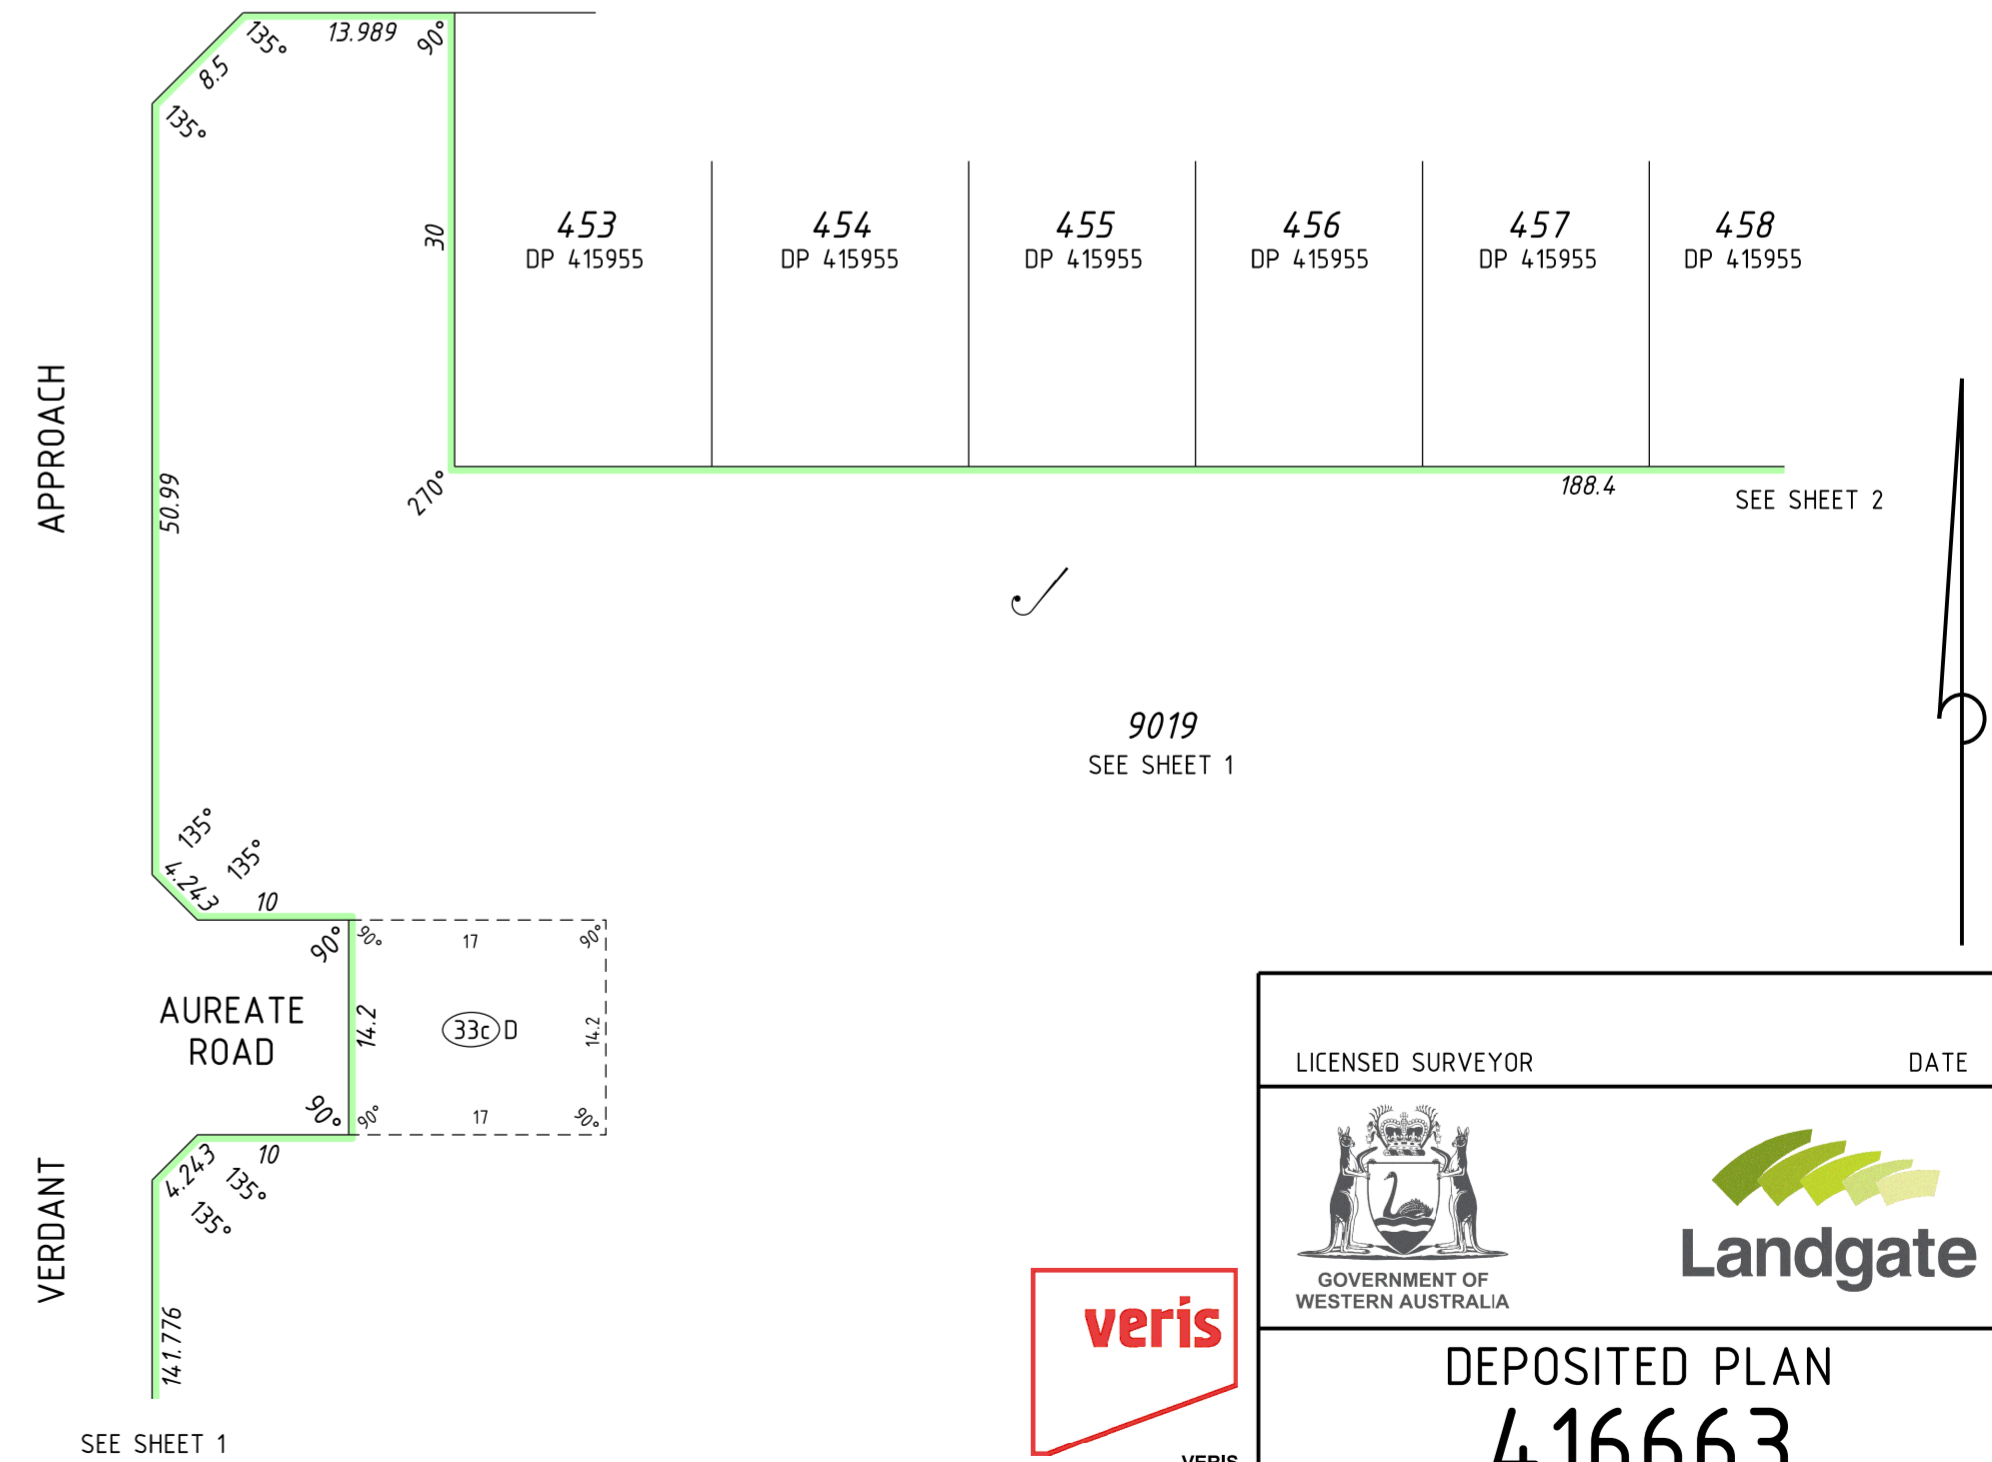 135°
13.989
90°
8.5
135°
30
453
DP 415955
454
DP 415955
455
DP 415955
456
DP 415955
457
DP 415955
458
DP 415955
APPROACH
50.99
270°
188.4
SEE SHEET 2
9019
SEE SHEET 1
135°
135°
4.243
10
90°
90°
17
90°
AUREATE
ROAD
14.2
33c D
14.2
90°
90°
17
90°
4.243
10
135°
135°
VERDANT
141.776
SEE SHEET 1
LICENSED SURVEYOR DATE
GOVERNMENT OF
WESTERN AUSTRALIA
Landgate
veris
VERIS
DEPOSITED PLAN
416663